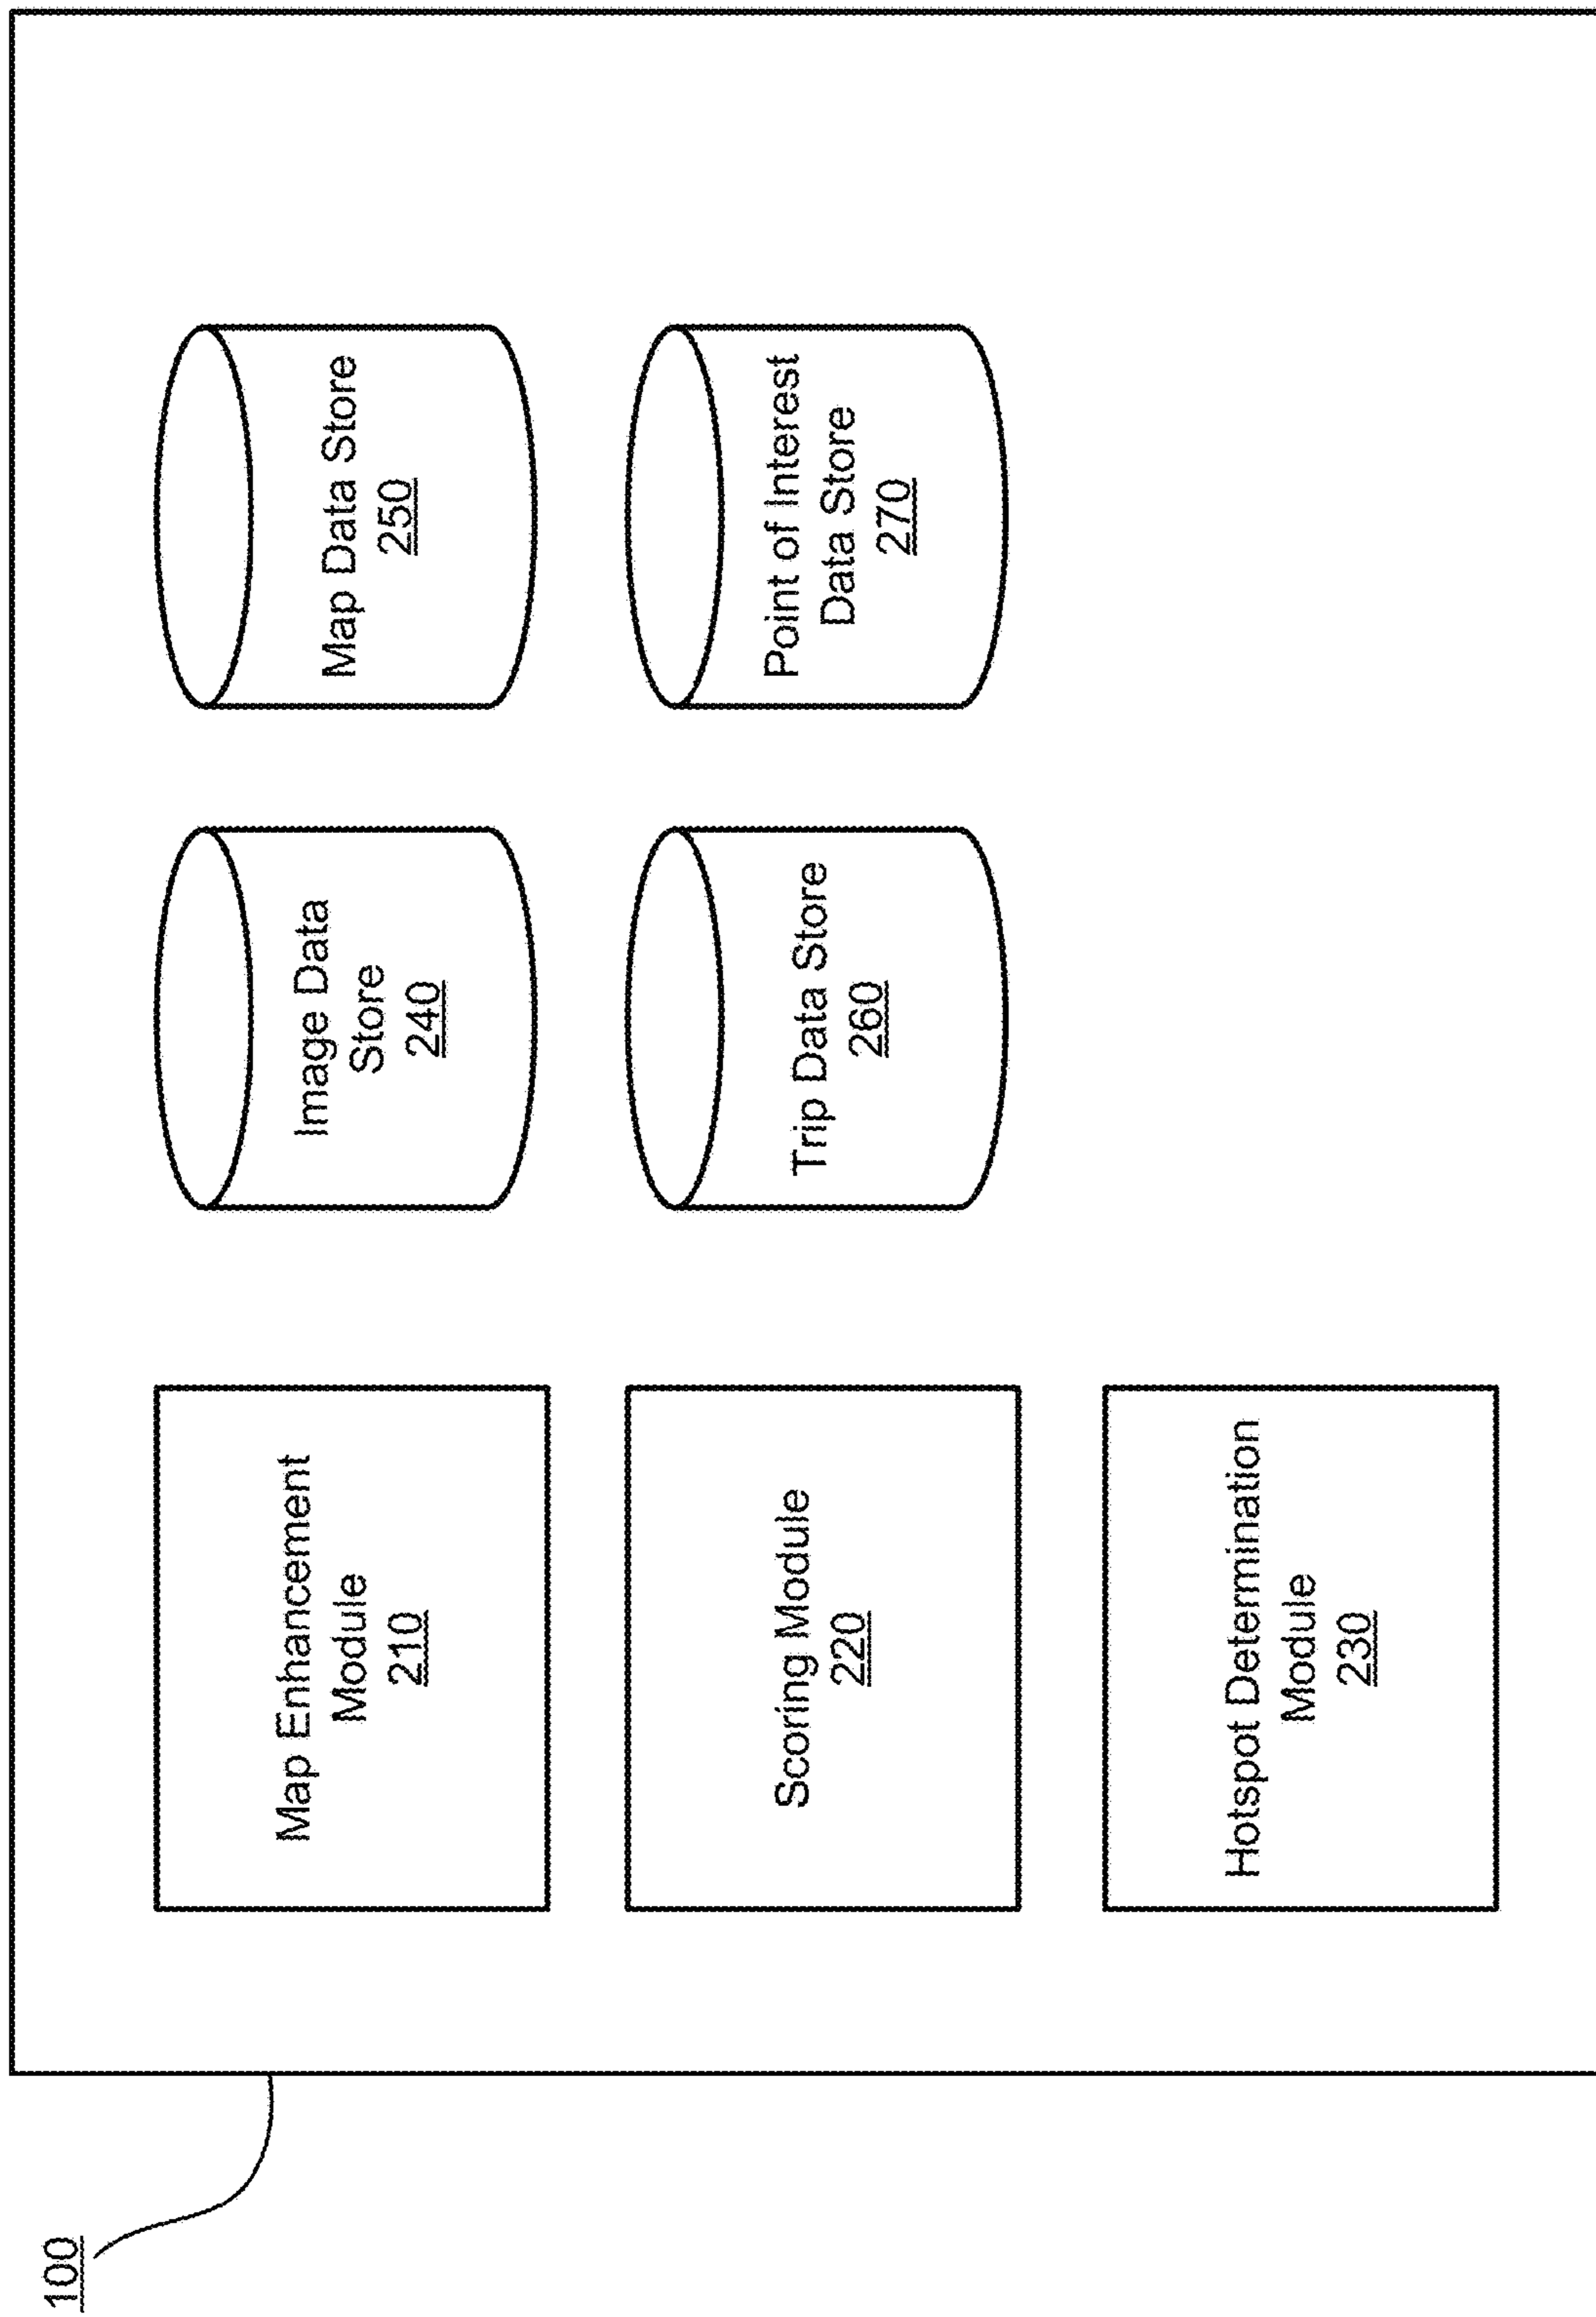 100
Map Enhancement
Module
210
Image Data
Store
240
Map Data Store
250
Scoring Module
220
Trip Data Store
260
Point of Interest
Data Store
270
Hotspot Determination
Module
230